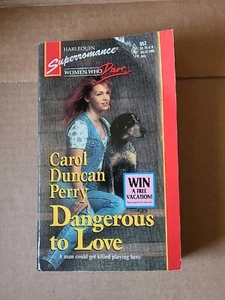 HARLEQUIN
Superromance
WOMEN WHO Dare
Carol
Duncan
Perry
WIN
A FREE
VACATION!
Dangerous
to Love
A man could get killed playing hero